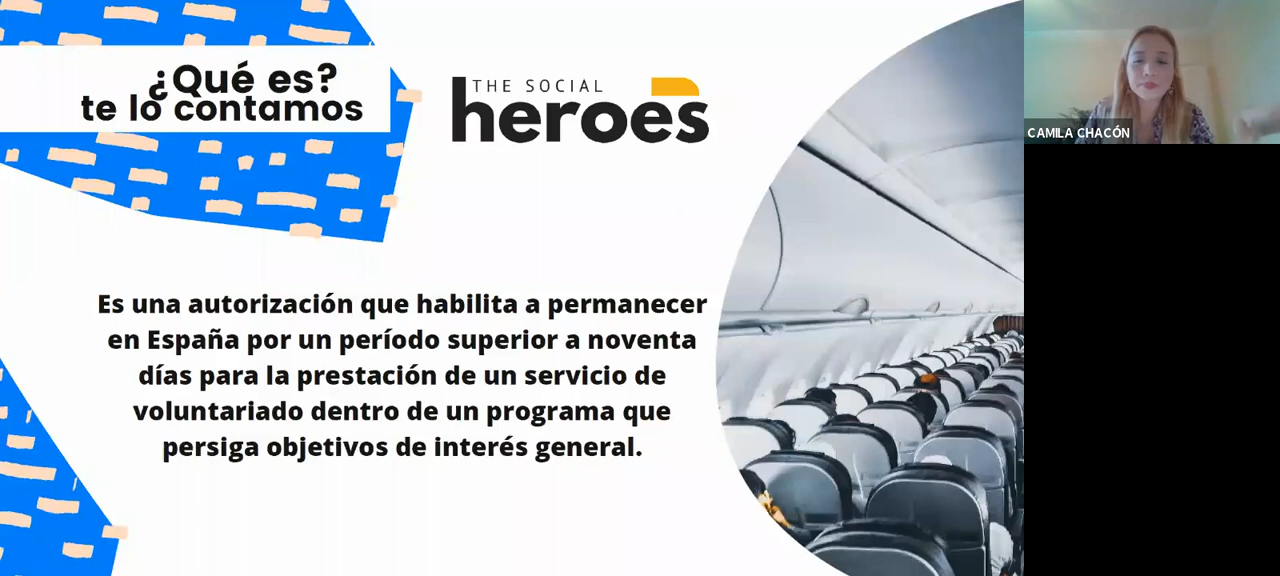 ¿Qué es?
te lo contamos
THE SOCIAL
heroes
CAMILA CHACÓN
Es una autorización que habilita a permanecer
en España por un período superior a noventa
días para la prestación de un servicio de
voluntariado dentro de un programa que
persiga objetivos de interés general.